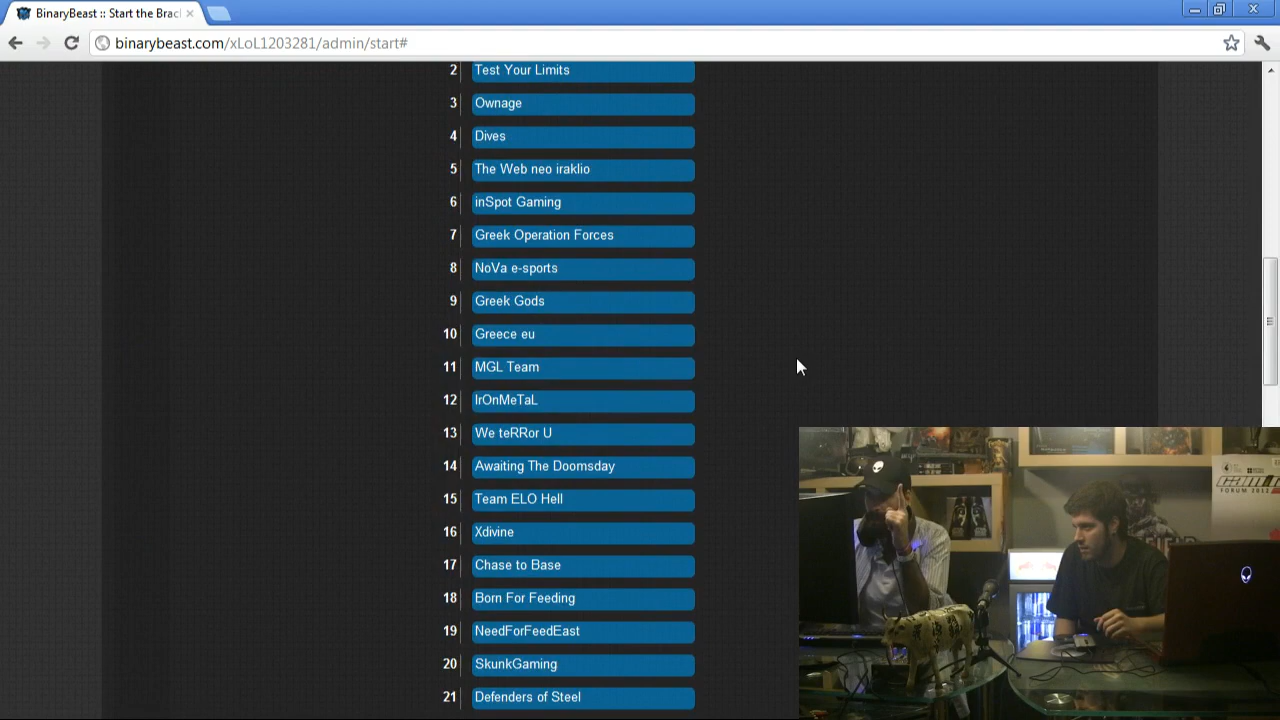 BinaryBeast :: Start the Brac
binarybeast.com/xLoL1203281/admin/start#
2 Test Your Limits
3 Ownage
4 Dives
5 The Web neo iraklio
6 inSpot Gaming
7 Greek Operation Forces
8 NoVa e-sports
9 Greek Gods
10 Greece eu
11 MGL Team
12 IrOnMeTaL
13 We teRRor U
14 Awaiting The Doomsday
15 Team ELO Hell
16 Xdivine
17 Chase to Base
18 Born For Feeding
19 NeedForFeedEast
20 SkunkGaming
21 Defenders of Steel
FORUM